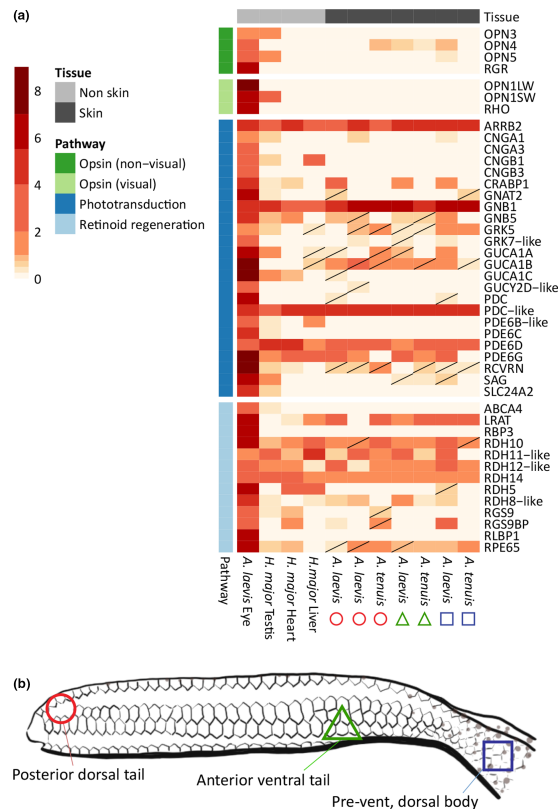 (a)
Tissue
OPN3
OPN4
OPN5
RGR
OPN1LW
OPN1SW
RHO
ARRB2
CNGA1
CNGA3
CNGB1
CNGB3
CRABP1
GNAT2
GNB1
GNB5
GRK5
GRK7-like
GUCA1A
GUCA1B
GUCA1C
GUCY2D-like
PDC
PDC-like
PDE6B-like
PDE6C
PDE6D
PDE6G
RCVRN
SAG
SLC24A2
ABCA4
LRAT
RBP3
RDH10
RDH11-like
RDH12-like
RDH14
RDH5
RDH8-like
RGS9
RGS9BP
RLBP1
RPE65
8
6
4
2
0
Tissue
Non skin
Skin
Pathway
Opsin (non-visual)
Opsin (visual)
Phototransduction
Retinoid regeneration
Pathway
A. laevis Eye
H. major Testis
H. major Heart
H.major Liver
A. laevis
A. laevis
A. tenuis
A. laevis
A. tenuis
A. laevis
A. tenuis
(b)
Posterior dorsal tail
Anterior ventral tail
Pre-vent, dorsal body